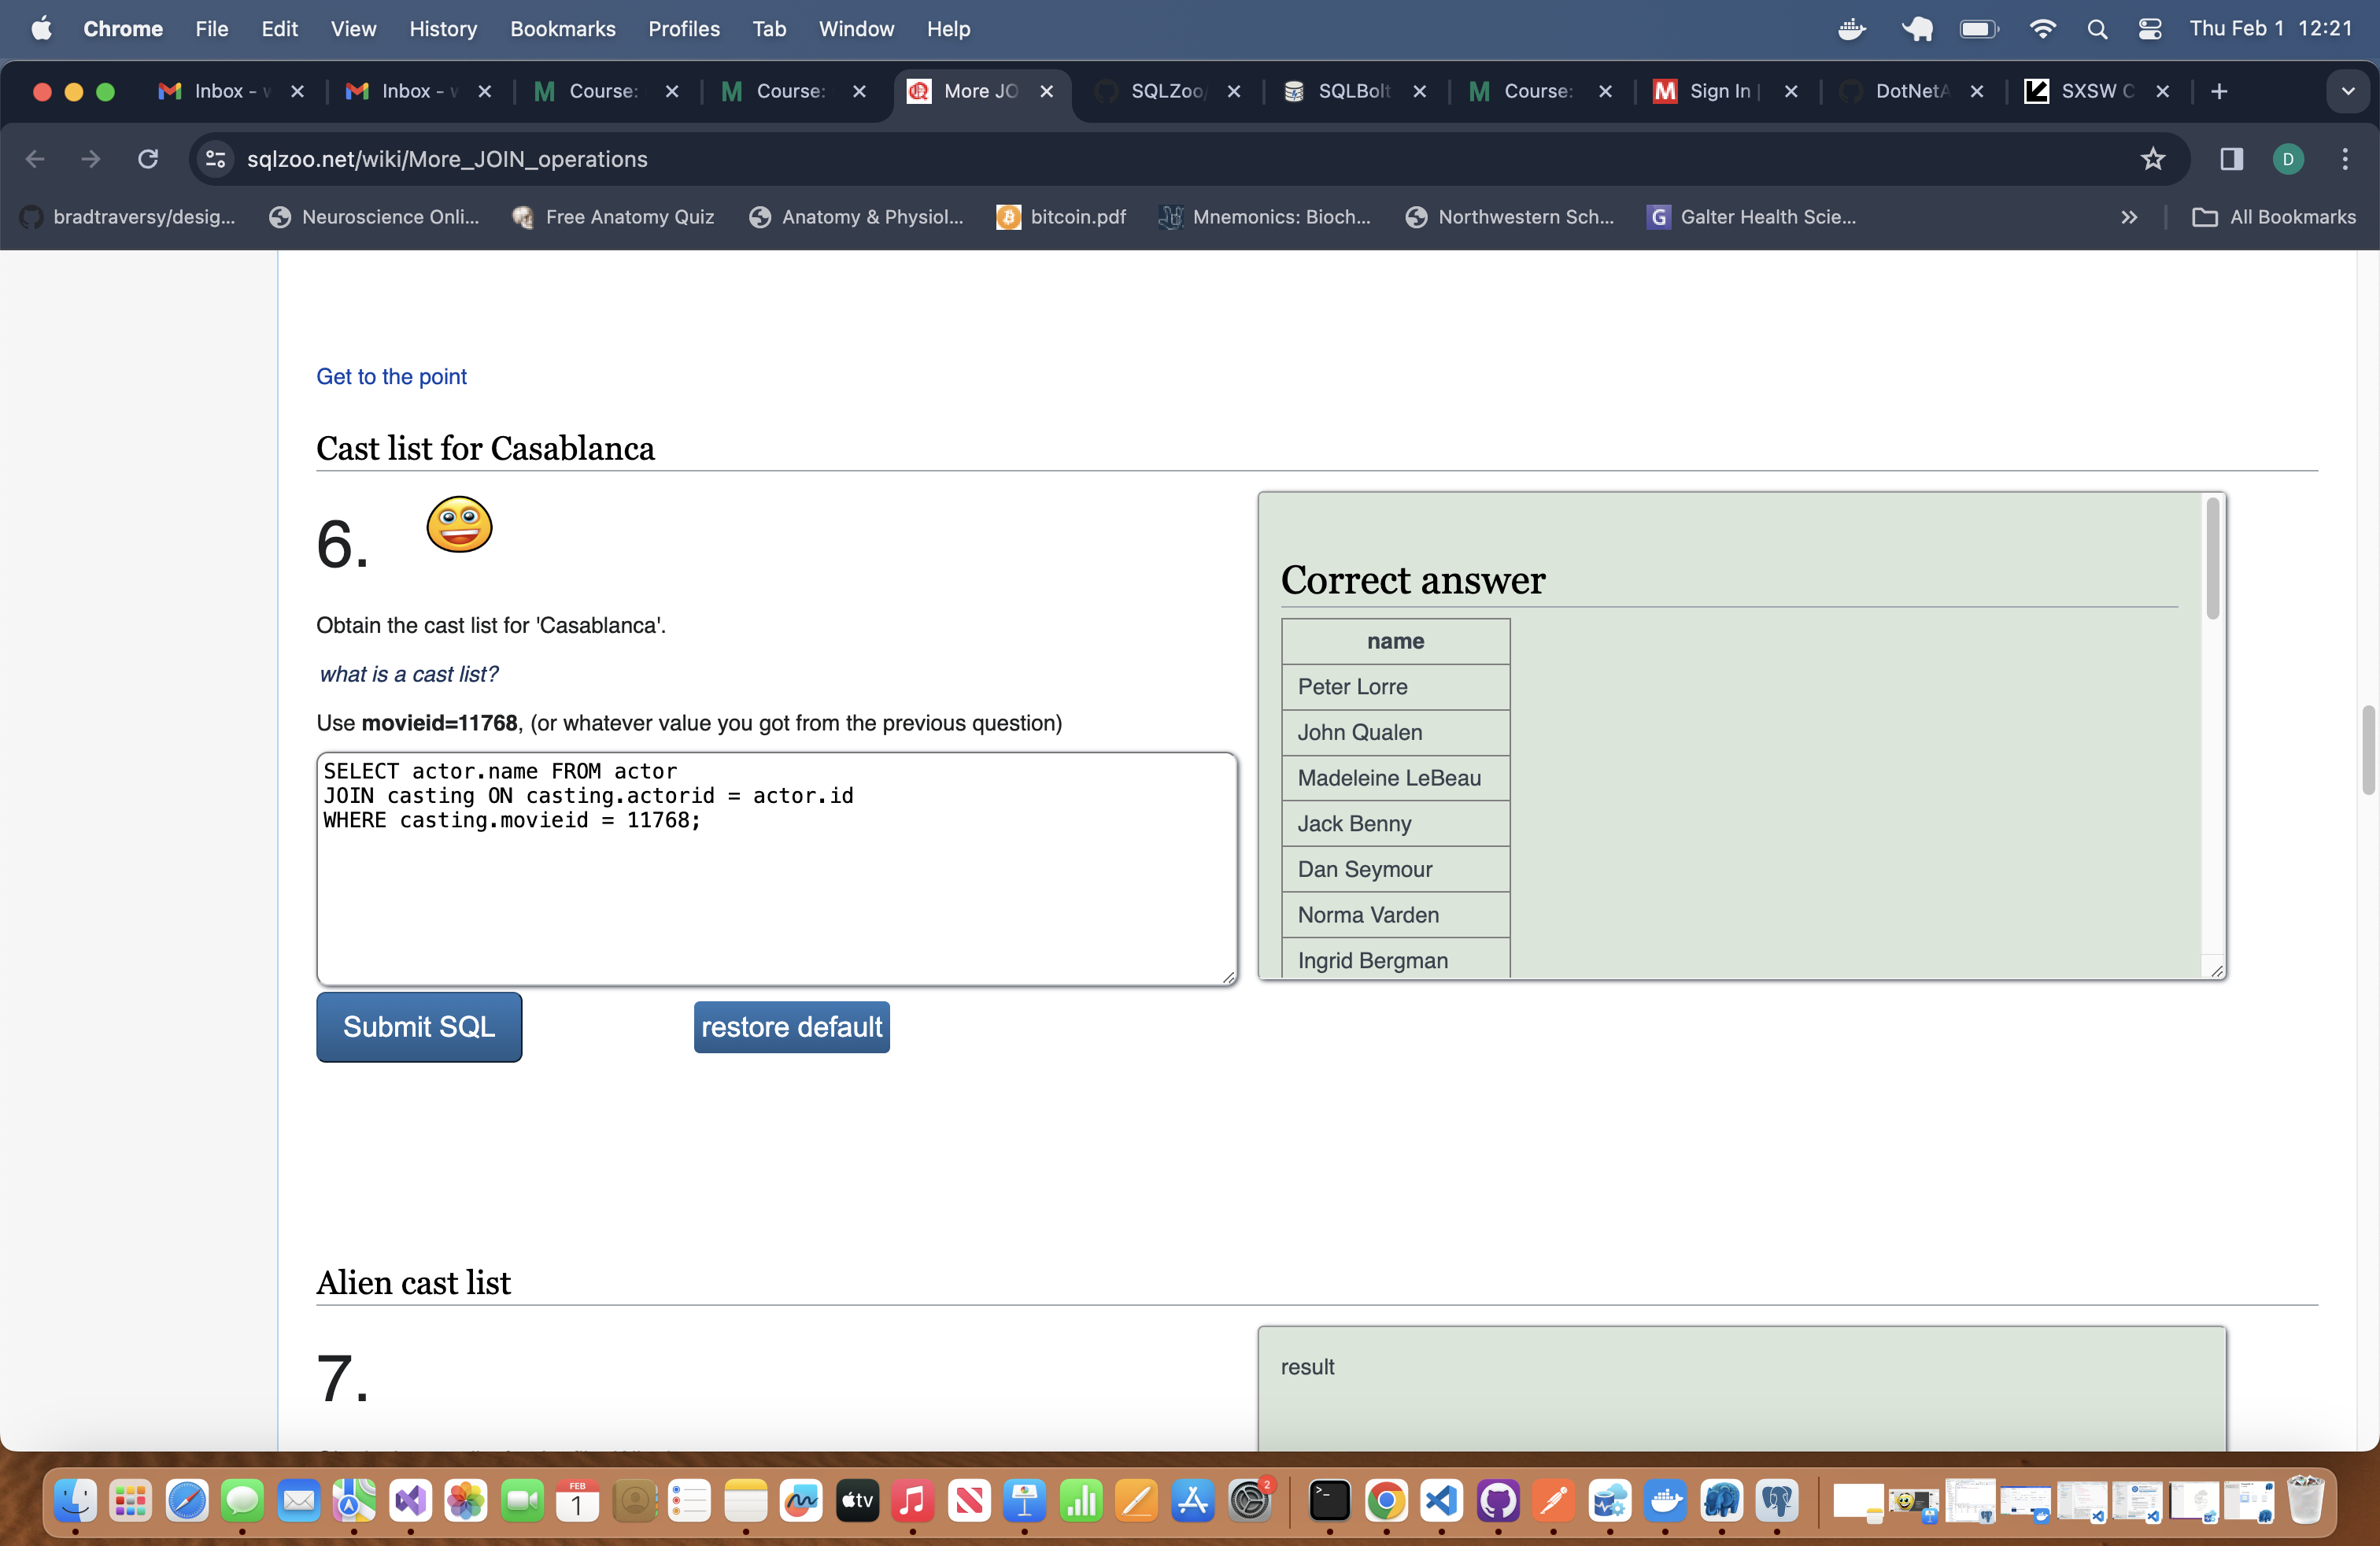 Chrome File Edit View History Bookmarks Profiles Tab Window Help Thu Feb 1 12:21
Inbox - Inbox - Course: Course: More JO SQLZoo/ SQLBolt Course: Sign In | DotNetA SXSW C
sqlzoo.net/wiki/More_JOIN_operations D
bradtraversy/desig... Neuroscience Onli... Free Anatomy Quiz Anatomy & Physiol... bitcoin.pdf Mnemonics: Bioch... Northwestern Sch... G Galter Health Scie... » All Bookmarks
Get to the point
Cast list for Casablanca
6.
Obtain the cast list for 'Casablanca'.
what is a cast list?
Use movieid=11768, (or whatever value you got from the previous question)
SELECT actor.name FROM actor
JOIN casting ON casting.actorid = actor.id
WHERE casting.movieid = 11768;
Submit SQL restore default
Correct answer
name
Peter Lorre
John Qualen
Madeleine LeBeau
Jack Benny
Dan Seymour
Norma Varden
Ingrid Bergman
Alien cast list
7.
result
FEB
1
tv
2